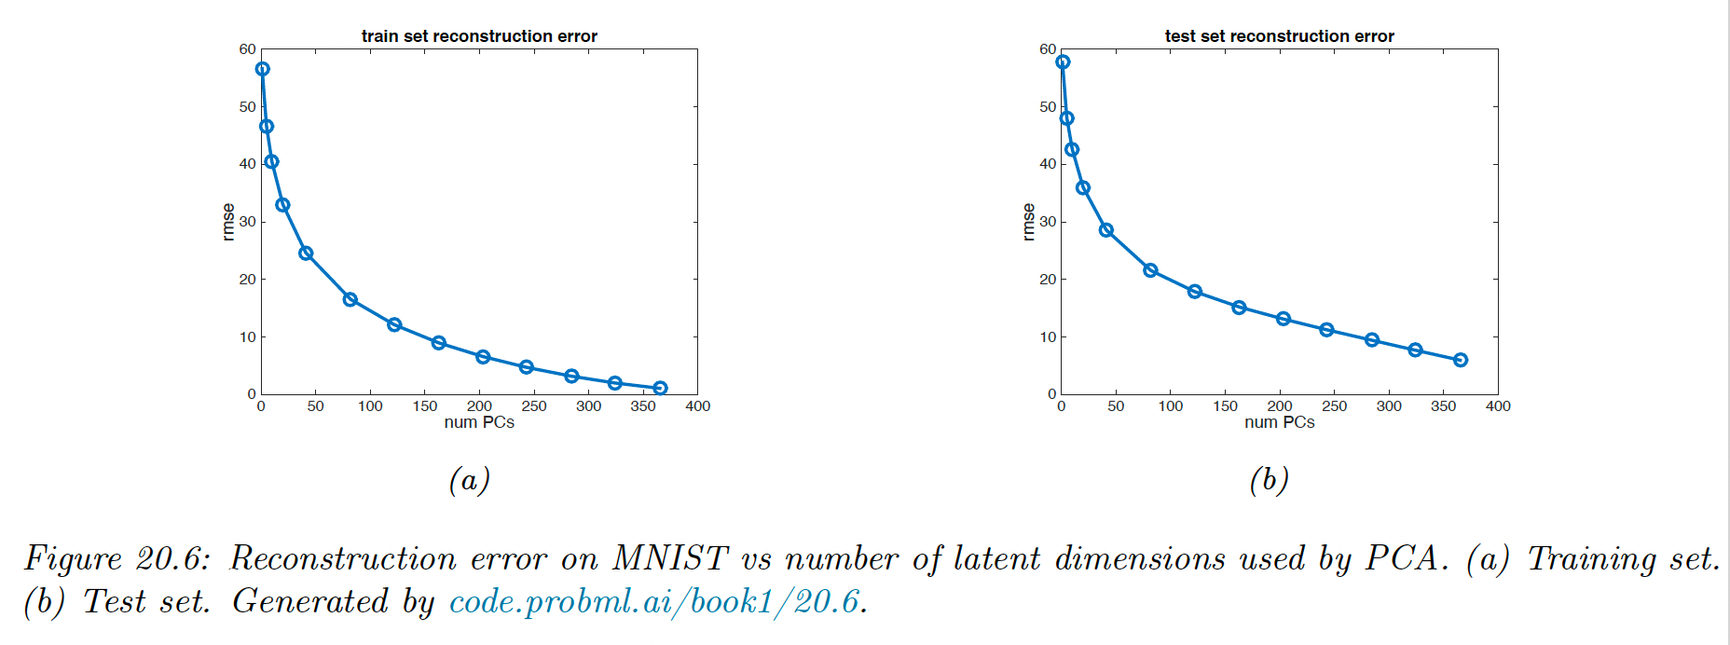 train set reconstruction error
60
50
40
30
20
10
0
rmse
0 50 100 150 200 250 300 350 400
num PCs
(a)
test set reconstruction error
60
50
40
30
20
10
0
rmse
0 50 100 150 200 250 300 350 400
num PCs
(b)
Figure 20.6: Reconstruction error on MNIST vs number of latent dimensions used by PCA. (a) Training set.
(b) Test set. Generated by code.probml.ai/book1/20.6.